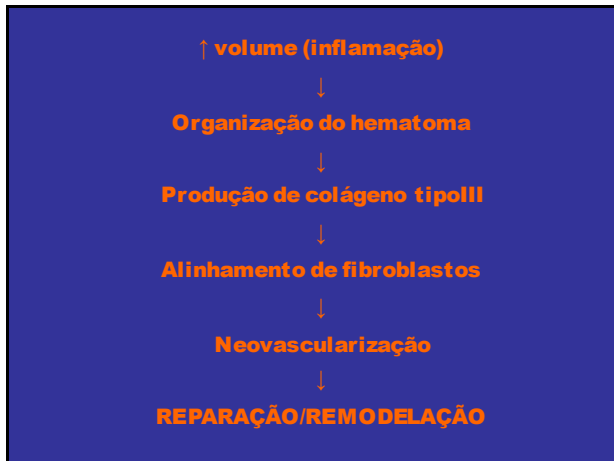 ↑ volume (inflamação)
↓
Organização do hematoma
↓
Produção de colágeno tipoIII
↓
Alinhamento de fibroblastos
↓
Neovascularização
↓
REPARAÇÃO/REMODELAÇÃO